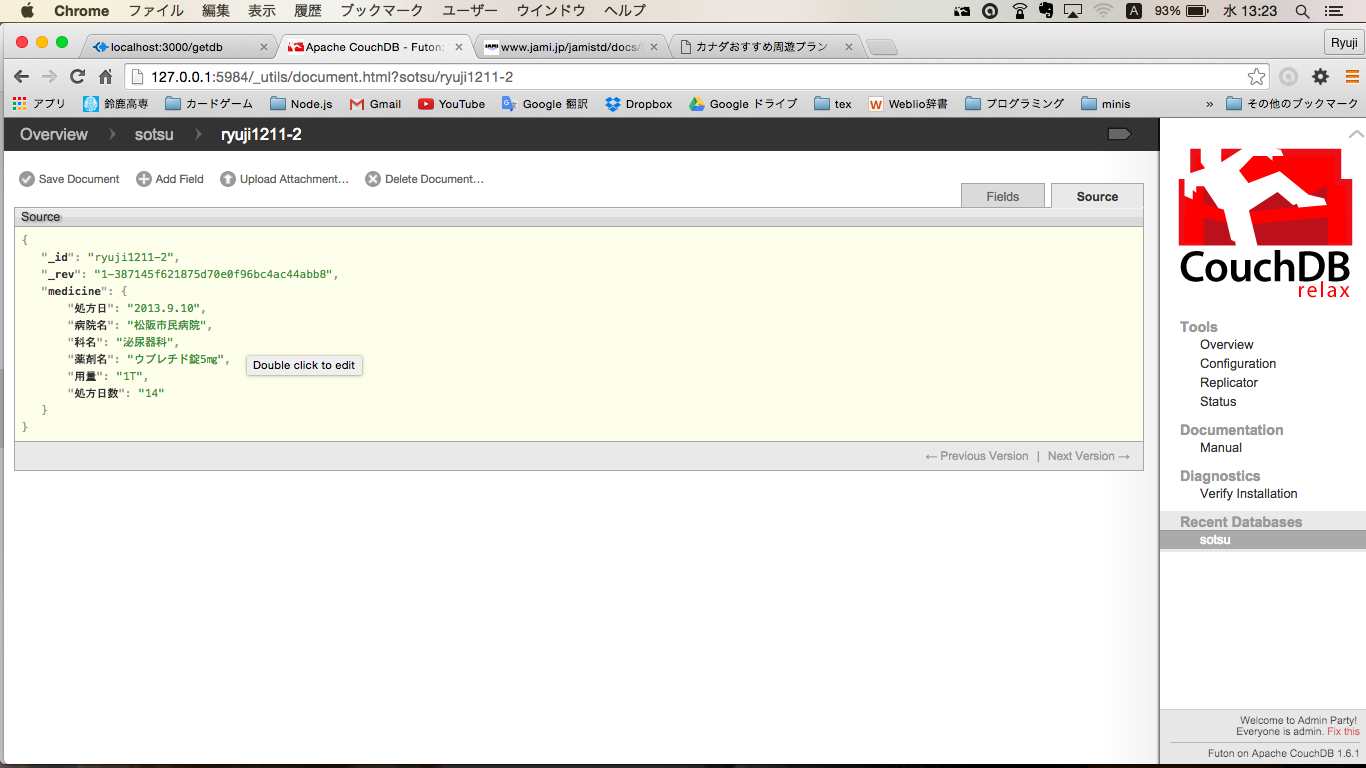 Chrome ファイル 編集 表示 履歴 ブックマーク ユーザー ウインドウ ヘルプ A 93% 水 13:23
localhost:3000/getdb Apache CouchDB - Futon: www.jami.jp/jamistd/docs/ カナダおすすめ周遊プラン Ryuji
127.0.0.1:5984/_utils/document.html?sotsu/ryuji1211-2
アプリ 鈴鹿高専 カードゲーム Node.js Gmail YouTube Google 翻訳 Dropbox Google ドライブ tex Weblio辞書 プログラミング minis » その他のブックマーク
Overview sotsu ryuji1211-2
Save Document Add Field Upload Attachment... Delete Document...
Fields Source
Source
{
"_id": "ryuji1211-2",
"_rev": "1-387145f621875d70e0f96bc4ac44abb8",
"medicine": {
"処方日": "2013.9.10",
"病院名": "松阪市民病院",
"科名": "泌尿器科",
"薬剤名": "ウブレチド錠5㎎",
"用量": "1T",
"処方日数": "14"
}
}
Double click to edit
← Previous Version | Next Version →
CouchDB
relax
Tools
Overview
Configuration
Replicator
Status
Documentation
Manual
Diagnostics
Verify Installation
Recent Databases
sotsu
Welcome to Admin Party!
Everyone is admin. Fix this
Futon on Apache CouchDB 1.6.1